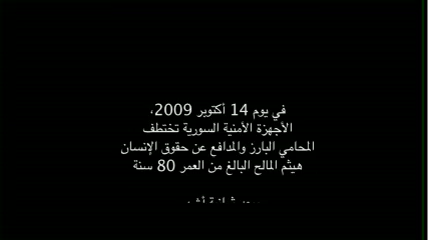 في يوم 14 أكتوبر 2009،
الأجهزة الأمنية السورية تختطف
المحامي البارز والمدافع عن حقوق الإنسان
هيثم المالح البالغ من العمر 80 سنة